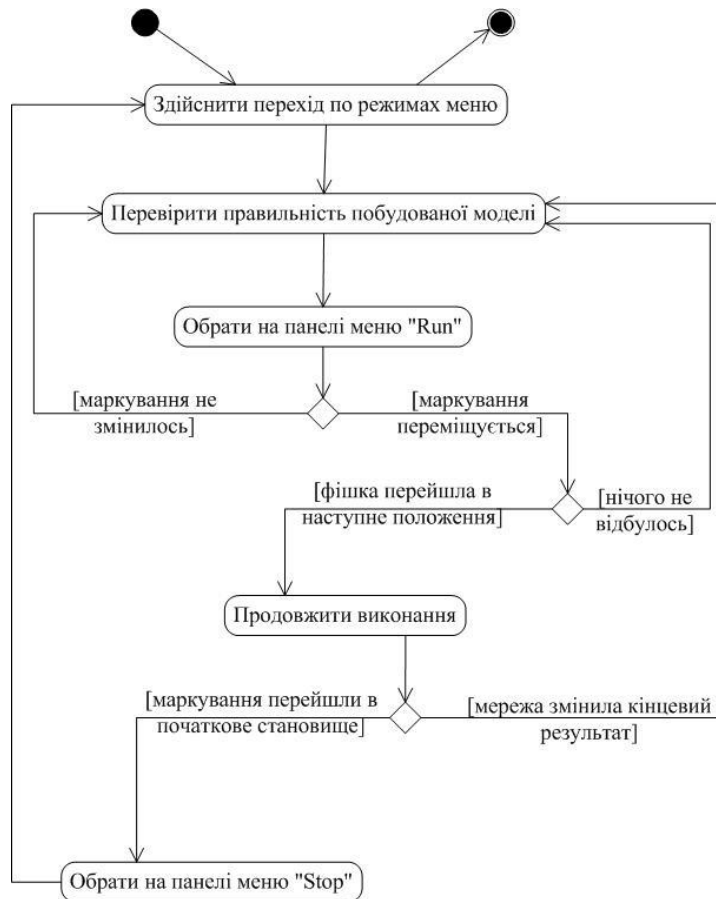 Здійснити перехід по режимах меню
Перевірити правильність побудованої моделі
Обрати на панелі меню "Run"
[маркування не
змінилось]
[маркування
переміщується]
[фішка перейшла в
наступне положення]
[нічого не
відбулось]
Продовжити виконання
[маркування перейшли в
початкове становище]
[мережа змінила кінцевий
результат]
Обрати на панелі меню "Stop"